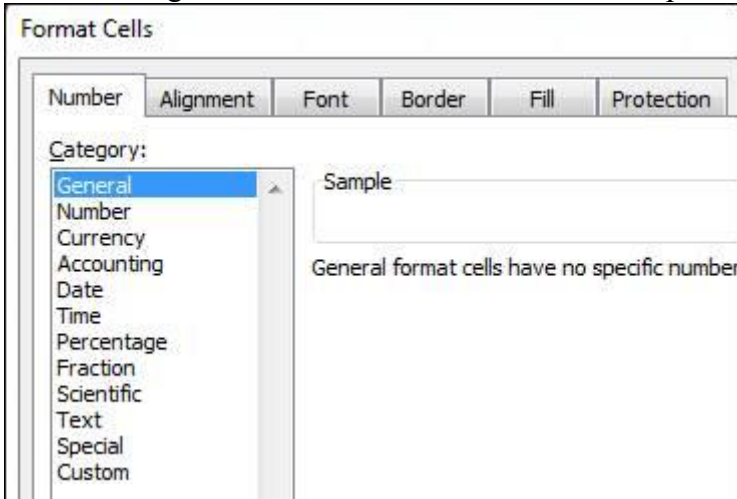 Format Cells
Number Alignment Font Border Fill Protection
Category:
General
Number
Currency
Accounting
Date
Time
Percentage
Fraction
Scientific
Text
Special
Custom
Sample
General format cells have no specific number